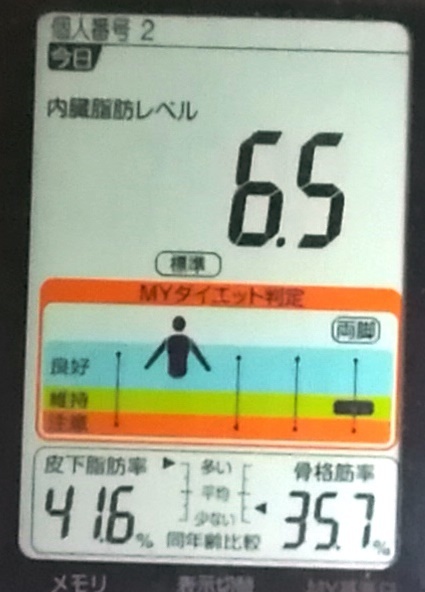 個人番号 2
今日
内臓脂肪レベル
6.5
標準
MYダイエット判定
両脚
良好
維持
注意
皮下脂肪率 ▶ 多い 骨格筋率
平均
少ない ◀
41.6% 同年齢比較 35.7%
メモリ 表示切替